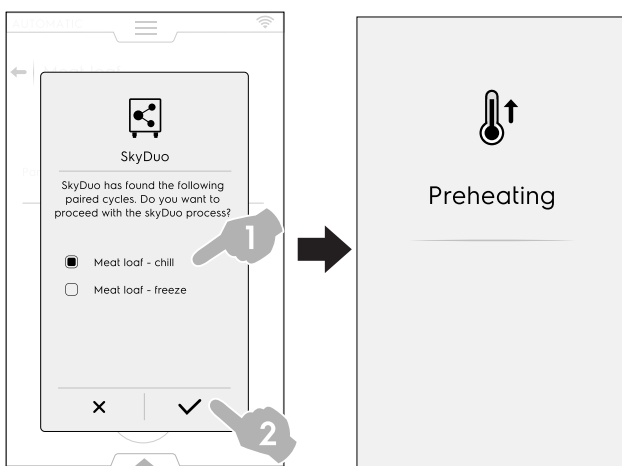 AUTOMATIC
SkyDuo
SkyDuo has found the following
paired cycles. Do you want to
proceed with the skyDuo process?
Meat loaf - chill
Meat loaf - freeze
1
2
Preheating